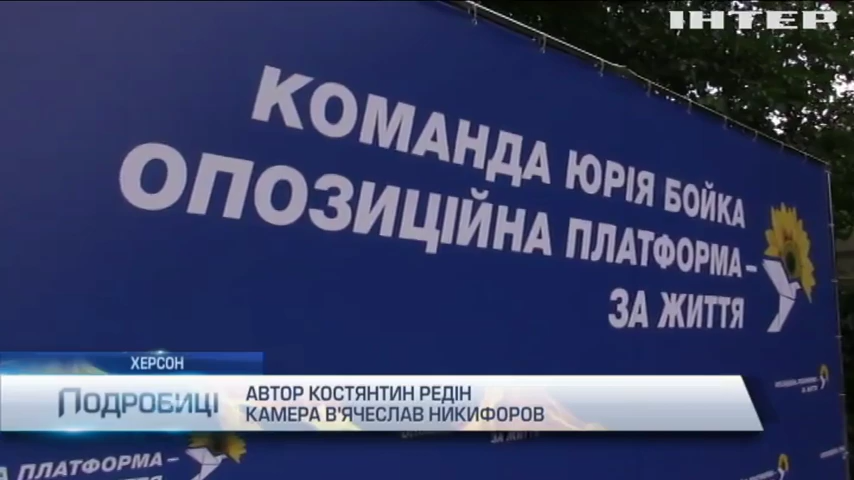 ІНТЕР
КОМАНДА ЮРІЯ БОЙКА
ОПОЗИЦІЙНА ПЛАТФОРМА –
ЗА ЖИТТЯ
ХЕРСОН
ПОДРОБИЦІ
АВТОР КОСТЯНТИН РЕДІН
КАМЕРА В'ЯЧЕСЛАВ НИКИФОРОВ
ЗА ЖИТТЯ
ПЛАТФОРМА –